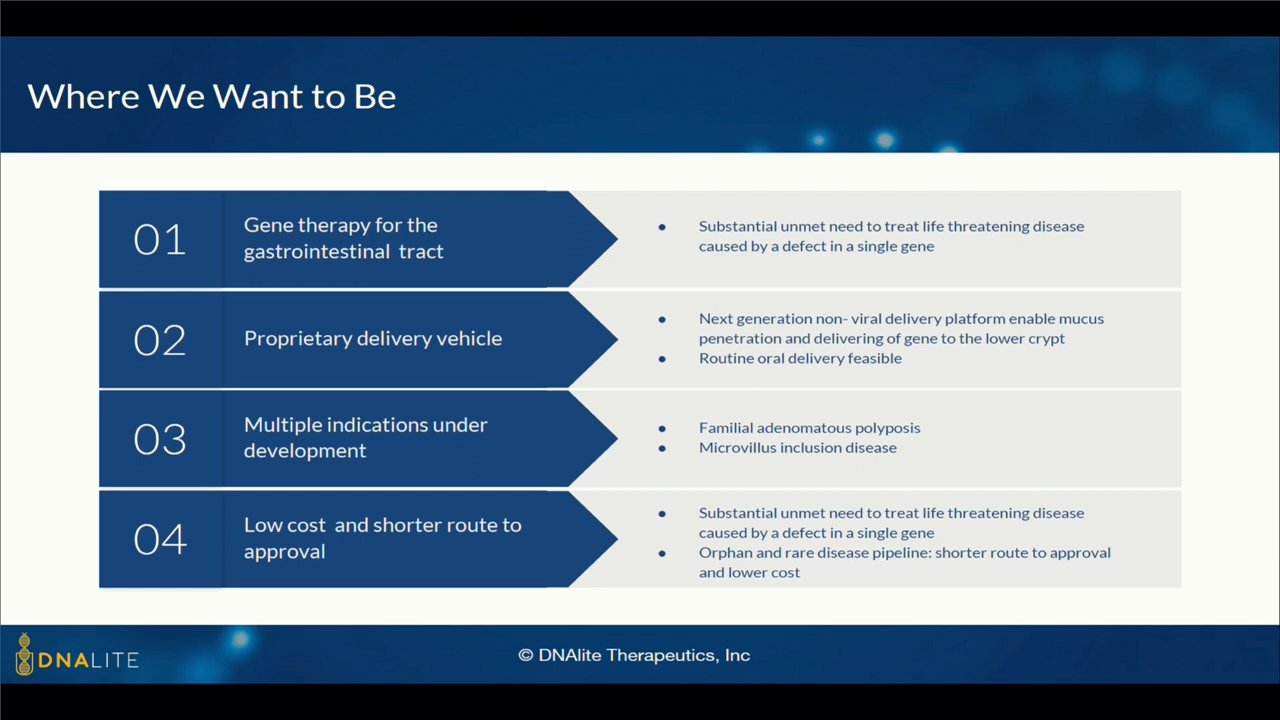 Where We Want to Be
01
Gene therapy for the
gastrointestinal tract
● Substantial unmet need to treat life threatening disease
caused by a defect in a single gene
02
Proprietary delivery vehicle
● Next generation non- viral delivery platform enable mucus
penetration and delivering of gene to the lower crypt
● Routine oral delivery feasible
03
Multiple indications under
development
● Familial adenomatous polyposis
● Microvillus inclusion disease
04
Low cost and shorter route to
approval
● Substantial unmet need to treat life threatening disease
caused by a defect in a single gene
● Orphan and rare disease pipeline: shorter route to approval
and lower cost
DNALITE
© DNAlite Therapeutics, Inc